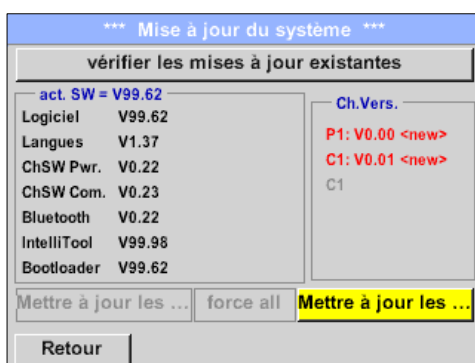 *** Mise à jour du système ***
vérifier les mises à jour existantes
act. SW = V99.62
Logiciel V99.62
Langues V1.37
ChSW Pwr. V0.22
ChSW Com. V0.23
Bluetooth V0.22
IntelliTool V99.98
Bootloader V99.62
Ch.Vers.
P1: V0.00 <new>
C1: V0.01 <new>
C1
Mettre à jour les ... force all Mettre à jour les ...
Retour